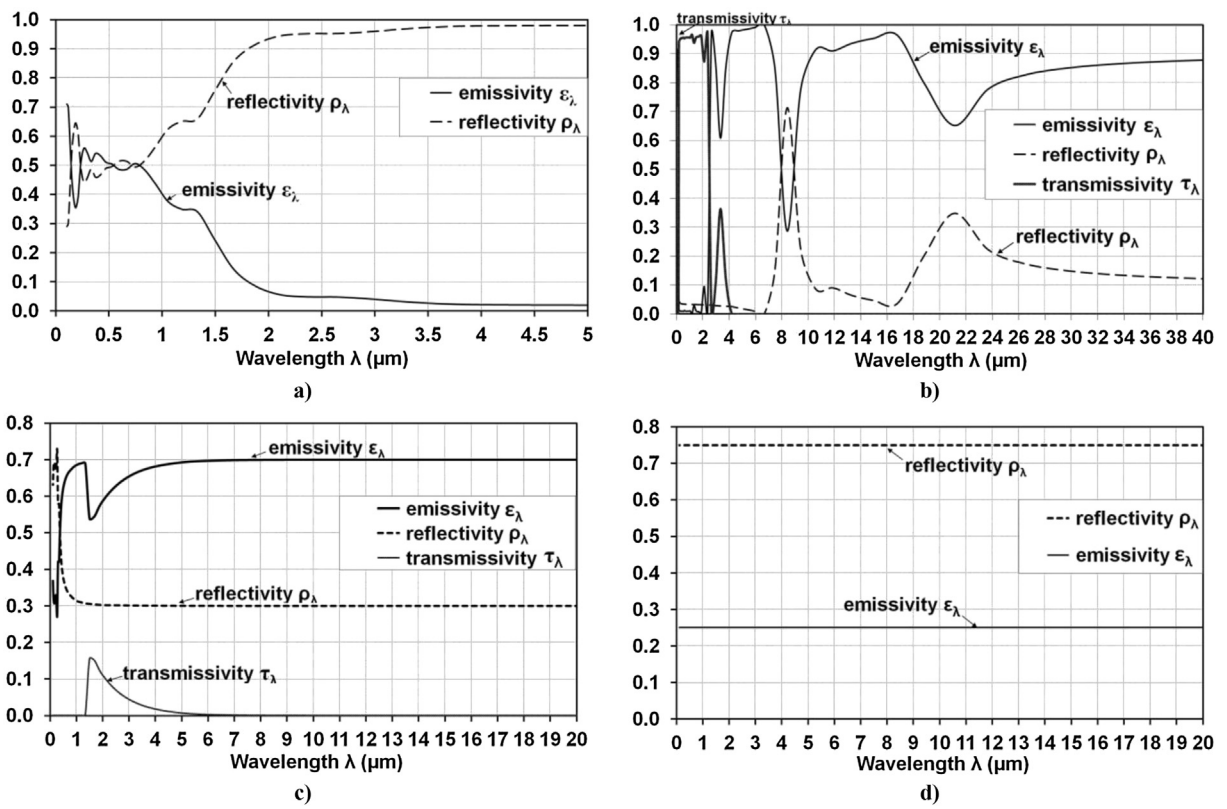 1.0
0.9
0.8
0.7
0.6
0.5
0.4
0.3
0.2
0.1
0.0
reflectivity ρλ
emissivity ελ
emissivity ελ
reflectivity ρλ
0 0.5 1 1.5 2 2.5 3 3.5 4 4.5 5
Wavelength λ (µm)
a)
transmissivity τλ
1.0
0.9
0.8
0.7
0.6
0.5
0.4
0.3
0.2
0.1
0.0
emissivity ελ
emissivity ελ
reflectivity ρλ
transmissivity τλ
reflectivity ρλ
0 2 4 6 8 10 12 14 16 18 20 22 24 26 28 30 32 34 36 38 40
Wavelength λ (µm)
b)
0.8
0.7
0.6
0.5
0.4
0.3
0.2
0.1
0.0
emissivity ελ
emissivity ελ
reflectivity ρλ
transmissivity τλ
reflectivity ρλ
transmissivity τλ
0 1 2 3 4 5 6 7 8 9 10 11 12 13 14 15 16 17 18 19 20
Wavelength λ (µm)
c)
0.8
0.7
0.6
0.5
0.4
0.3
0.2
0.1
0.0
reflectivity ρλ
reflectivity ρλ
emissivity ελ
emissivity ελ
0 1 2 3 4 5 6 7 8 9 10 11 12 13 14 15 16 17 18 19 20
Wavelength λ (µm)
d)